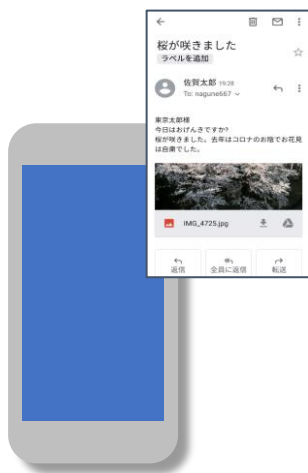 桜が咲きました
ラベルを追加
佐賀太郎 19:28
To: nagune667
東京太郎様
今日はおげんきですか?
桜が咲きました。去年はコロナのお陰でお花見
は自粛でした。
IMG_4725.jpg
返信 全員に返信 転送